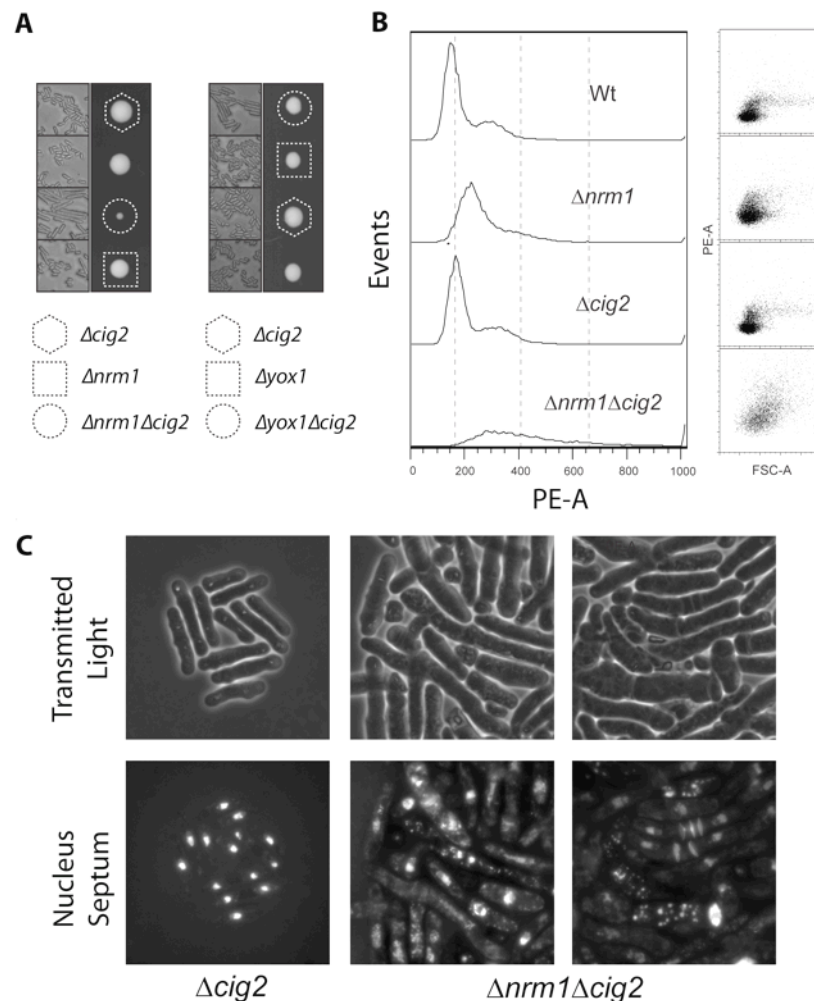 A
Δcig2
Δnrm1
Δnrm1Δcig2
Δcig2
Δyox1
Δyox1Δcig2
B
Events
Wt
Δnrm1
Δcig2
Δnrm1Δcig2
0
200
400
600
800
1000
PE-A
PE-A
FSC-A
C
Transmitted
Light
Nucleus
Septum
Δcig2
Δnrm1Δcig2